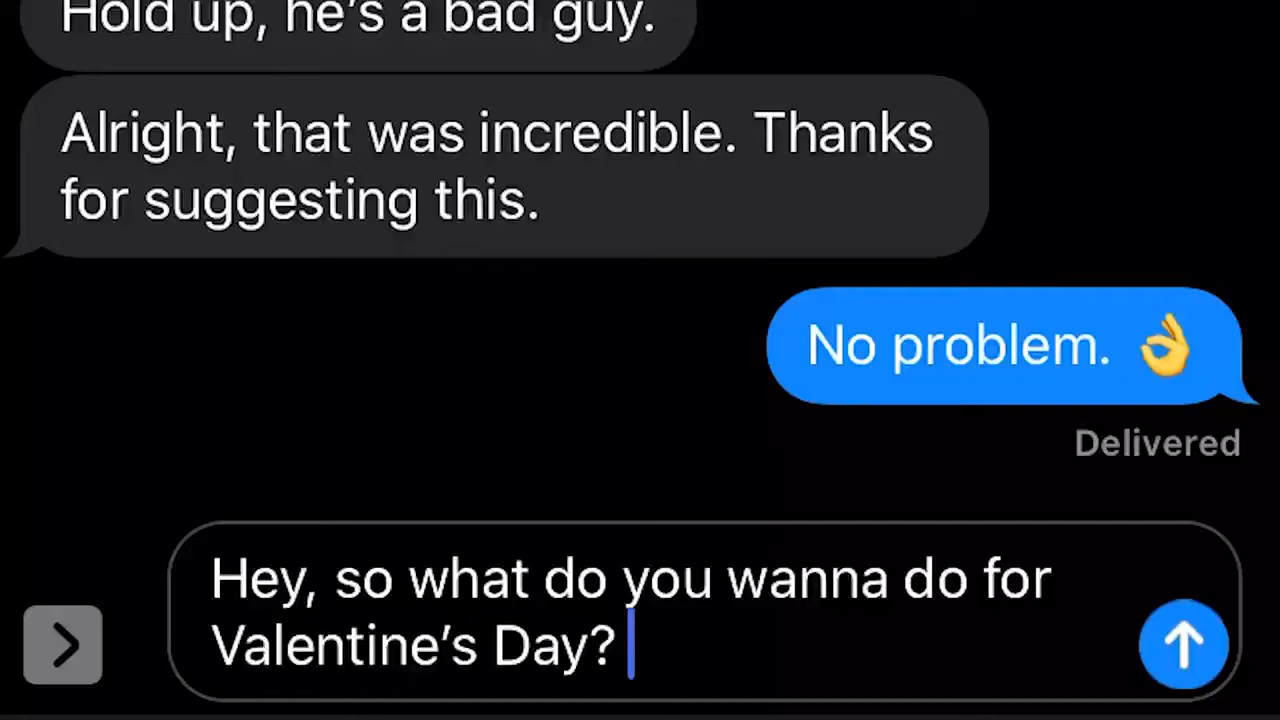 Hold up, he's a bad guy.
Alright, that was incredible. Thanks
for suggesting this.
No problem. 👌
Delivered
Hey, so what do you wanna do for
Valentine's Day?